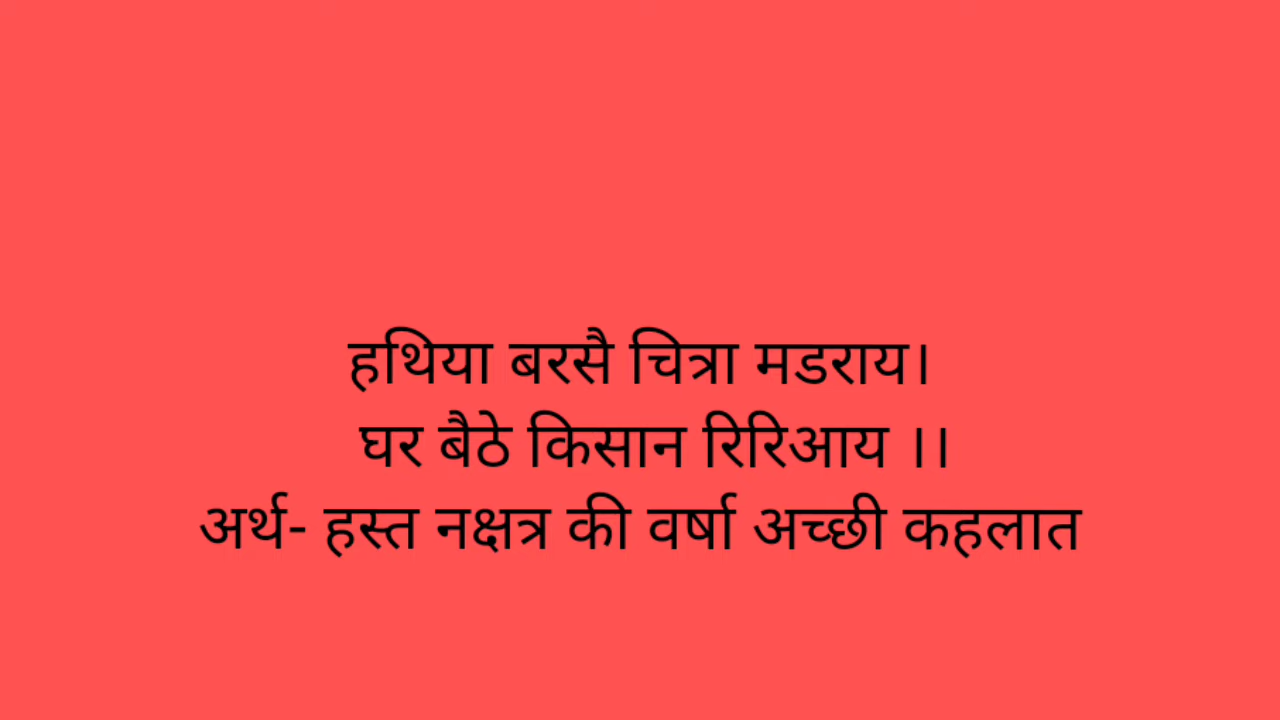 हथिया बरसै चित्रा मडराय।
घर बैठे किसान रिरिआय ।।
अर्थ- हस्त नक्षत्र की वर्षा अच्छी कहलात